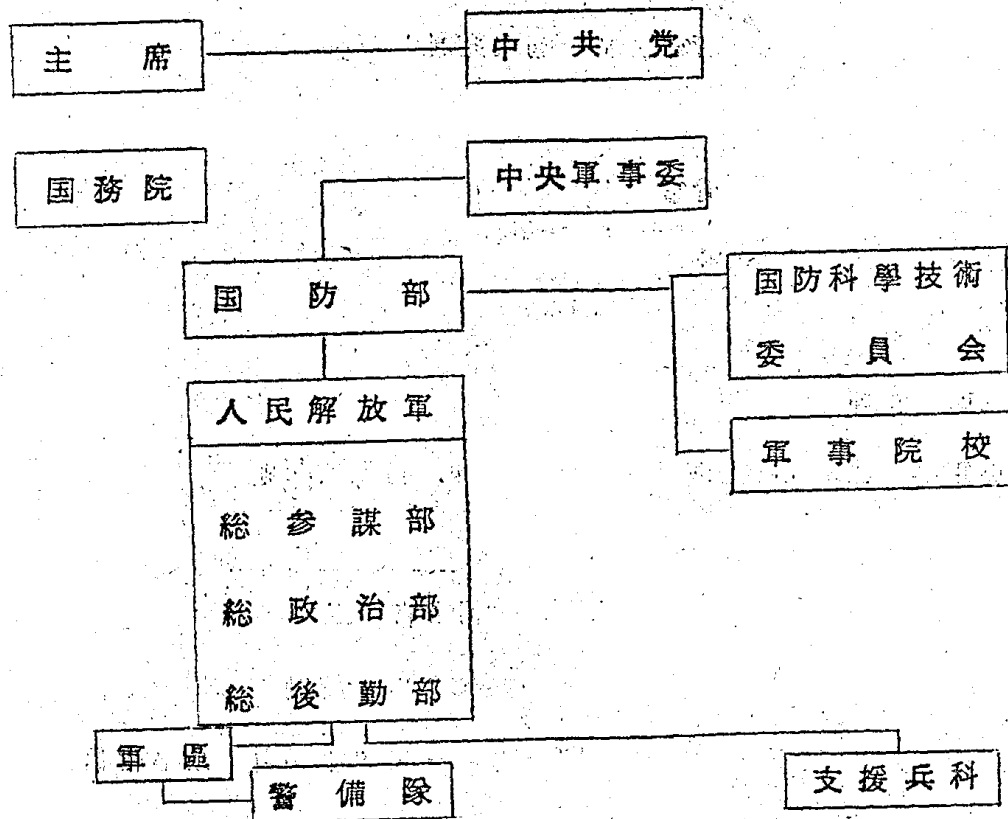 主席
中共党
国務院
中央軍事委
国防部
国防科學技術
委員会
人民解放軍
軍事院校
総参謀部
総政治部
総後勤部
軍區
警備隊
支援兵科